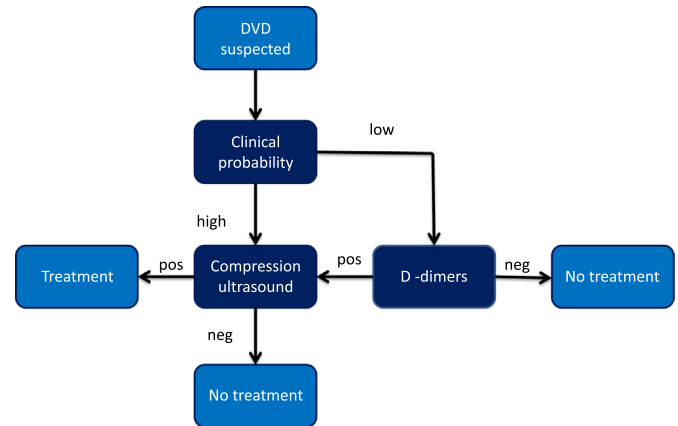 DVD
suspected
Clinical
probability
low
high
Treatment
pos
Compression
ultrasound
pos
D -dimers
neg
No treatment
neg
No treatment